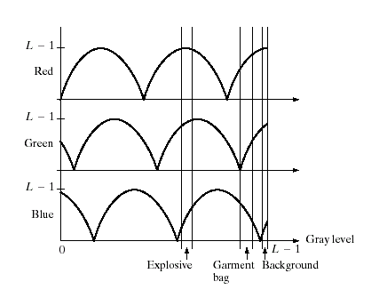 L − 1
Red
L − 1
Green
L − 1
Blue
Gray level
0
L − 1
Explosive
Garment
bag
Background